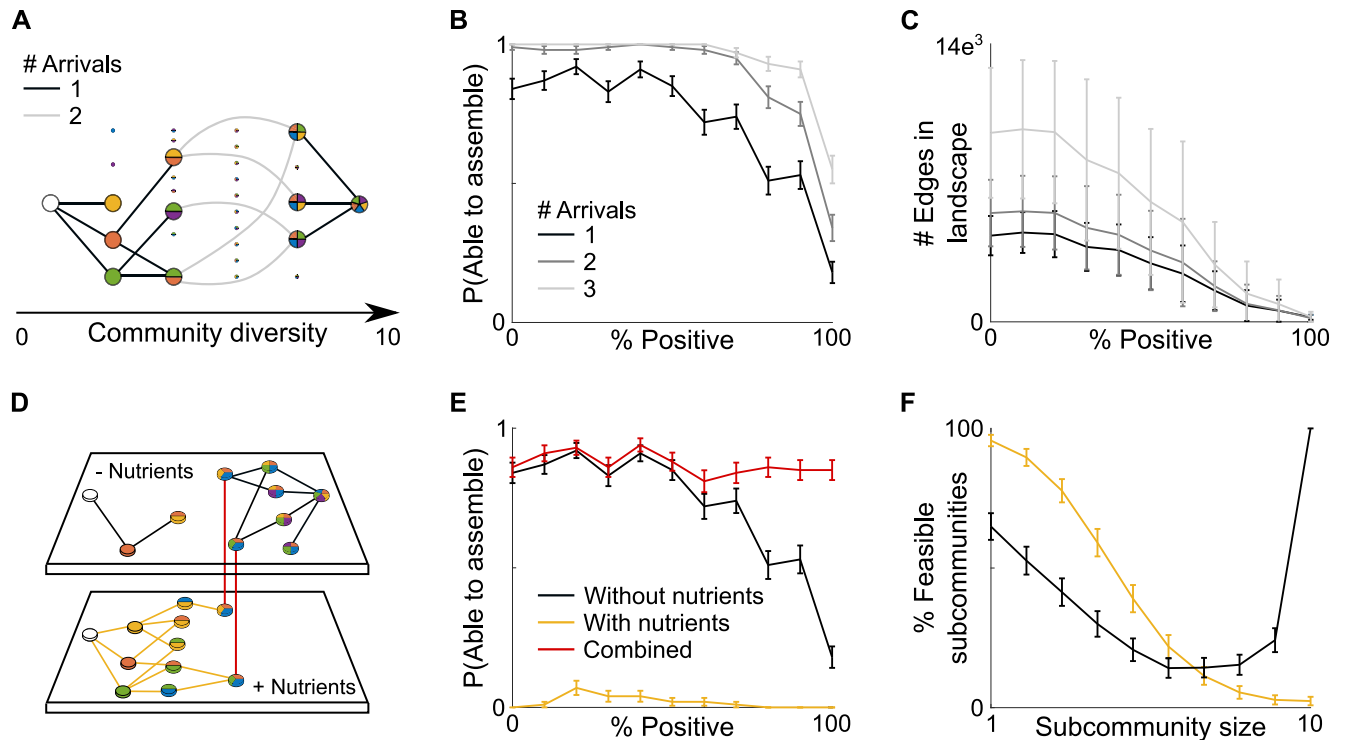 A
# Arrivals
1
2
0
Community diversity
10
B
1
P(Able to assemble)
# Arrivals
1
2
3
0
0
% Positive
100
C
14e³
# Edges in
landscape
0
0
% Positive
100
D
- Nutrients
+ Nutrients
E
1
P(Able to assemble)
Without nutrients
With nutrients
Combined
0
0
% Positive
100
F
100
% Feasible
subcommunities
0
1
Subcommunity size
10